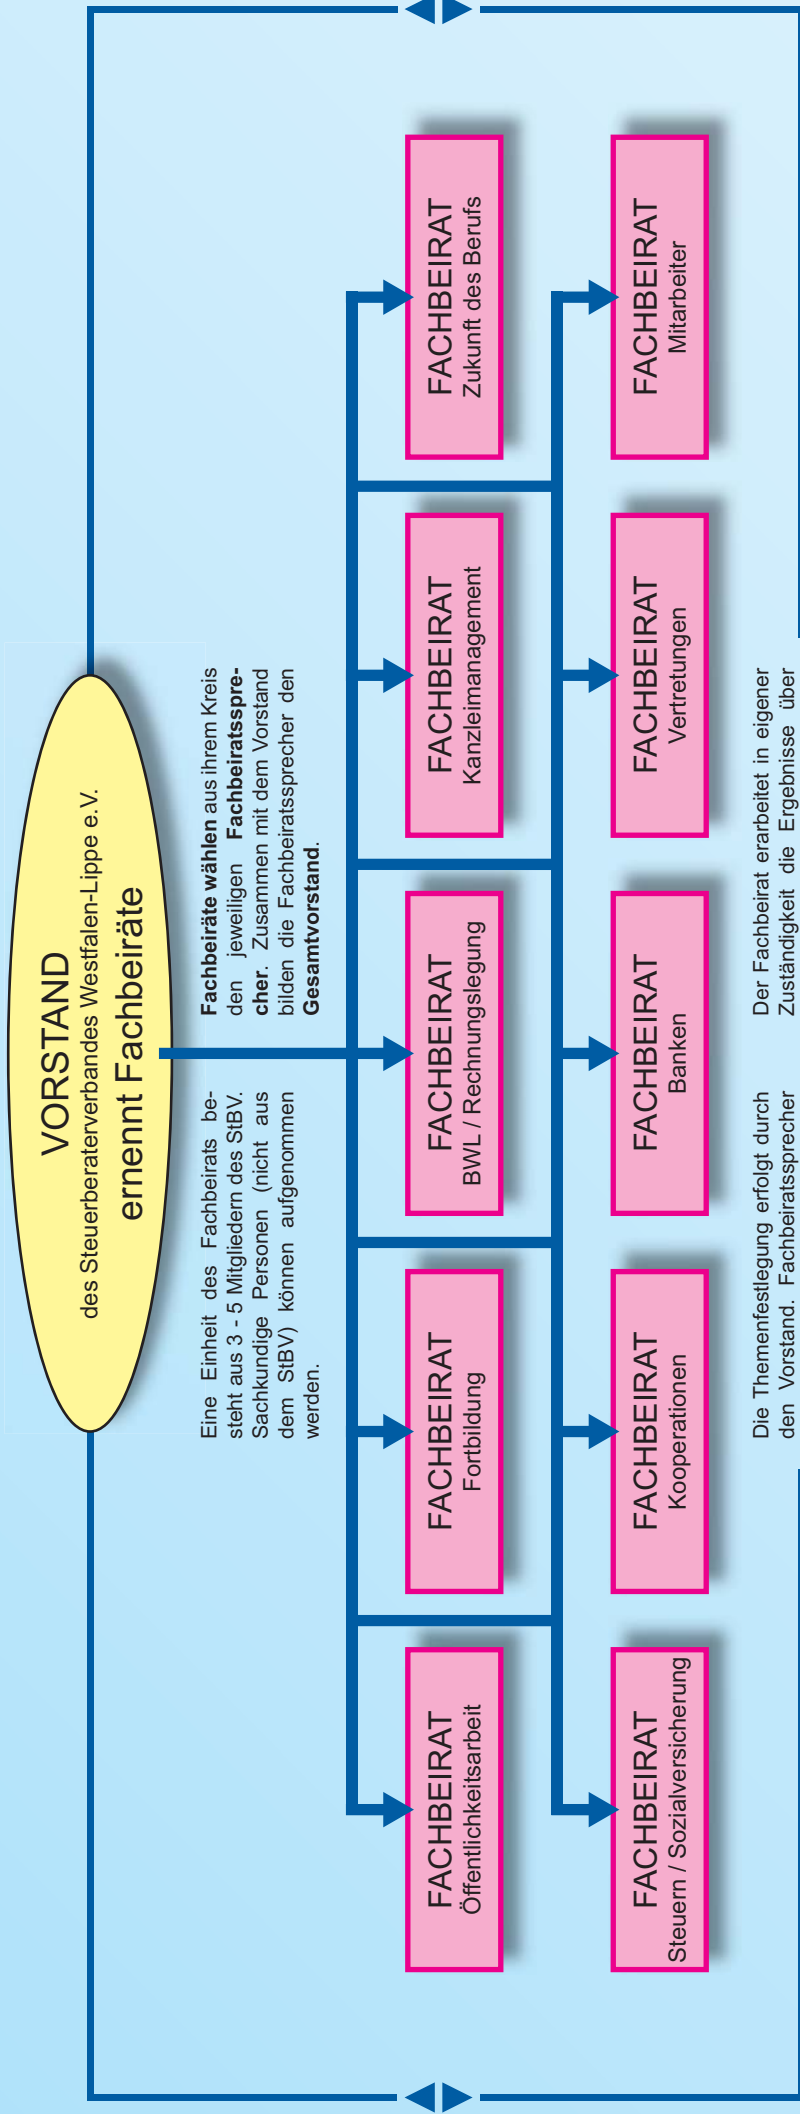 VORSTAND
des Steuerberaterverbandes Westfalen-Lippe e.V.
ernennt Fachbeiräte
Eine Einheit des Fachbeirats be-
steht aus 3 - 5 Mitgliedern des StBV.
Sachkundige Personen (nicht aus
dem StBV) können aufgenommen
werden.
Fachbeiräte wählen aus ihrem Kreis
den jeweiligen Fachbeiratsspre-
cher. Zusammen mit dem Vorstand
bilden die Fachbeiratssprecher den
Gesamtvorstand.
FACHBEIRAT
Öffentlichkeitsarbeit
FACHBEIRAT
Fortbildung
FACHBEIRAT
BWL / Rechnungslegung
FACHBEIRAT
Kanzleimanagement
FACHBEIRAT
Zukunft des Berufs
FACHBEIRAT
Steuern / Sozialversicherung
FACHBEIRAT
Kooperationen
FACHBEIRAT
Banken
FACHBEIRAT
Vertretungen
FACHBEIRAT
Mitarbeiter
Die Themenfestlegung erfolgt durch
den Vorstand. Fachbeiratssprecher
Der Fachbeirat erarbeitet in eigener
Zuständigkeit die Ergebnisse über